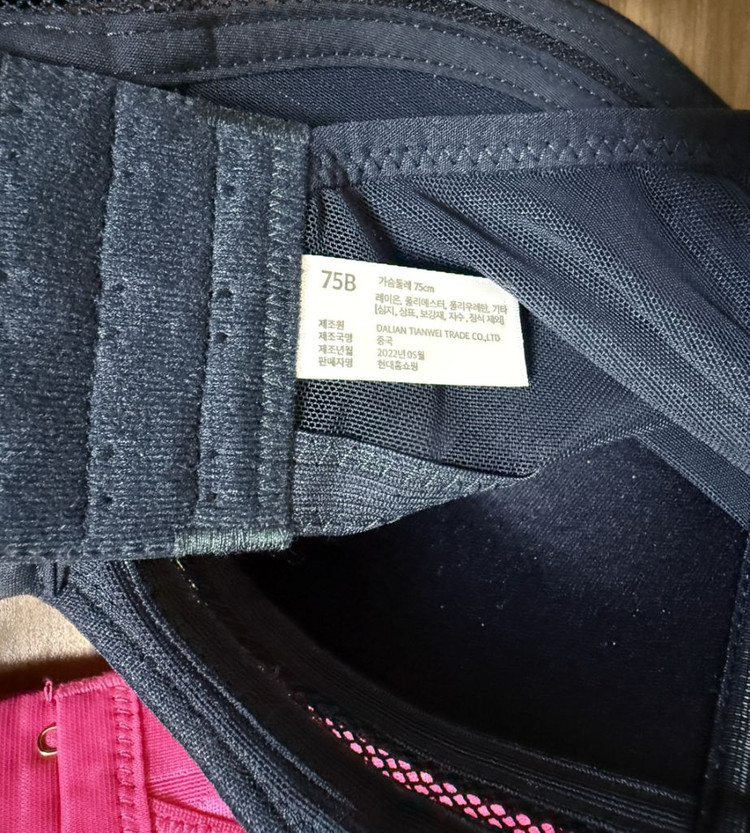 75B 가슴둘레 75cm
레이온, 폴리에스터, 폴리우레탄, 기타
[심지, 상표, 보강재, 자수, 장식 제외]
제조원 DALIAN TIANWEI TRADE CO.,LTD
제조국명 중국
제조년월 2022년 05월
판매자명 현대홈쇼핑